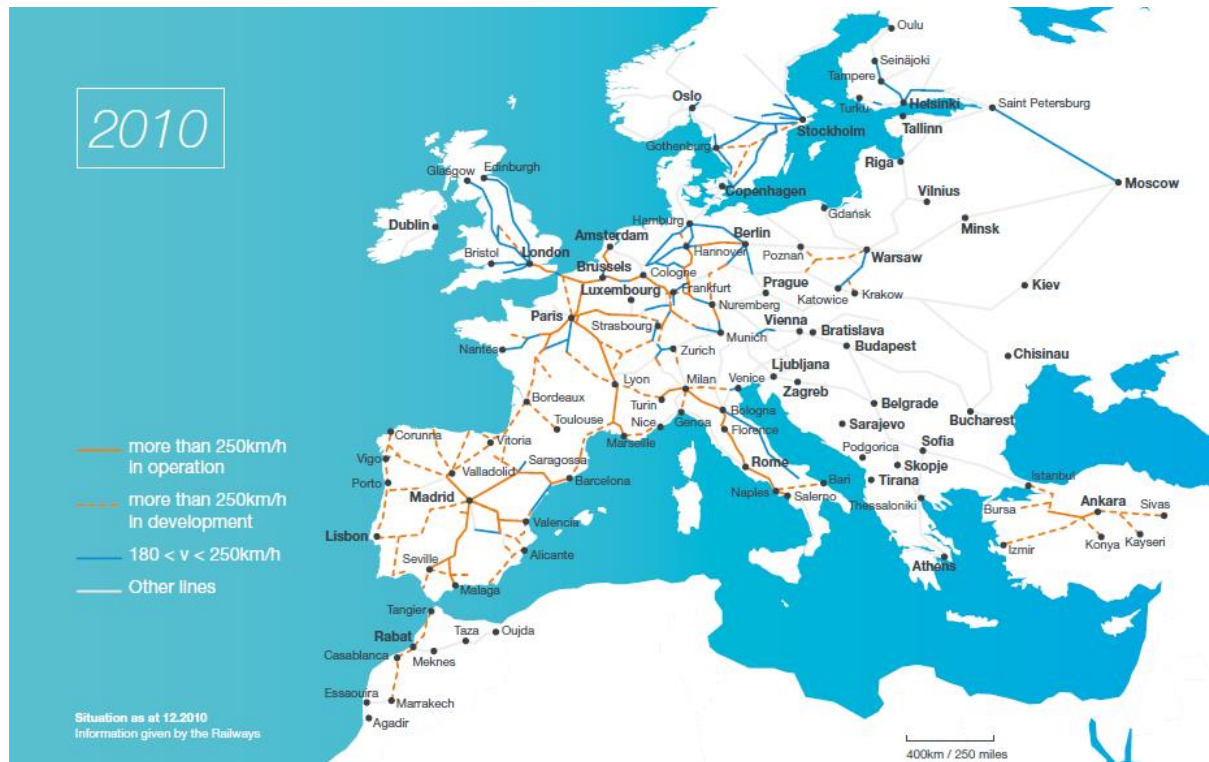 2010
Oulu
Seinäjoki
Tampere
Oslo
Turku
Helsinki
Saint Petersburg
Stockholm
Tallinn
Gothenburg
Riga
Edinburgh
Glasgow
Moscow
Copenhagen
Vilnius
Gdańsk
Dublin
Hamburg
Minsk
Amsterdam
Berlin
Bristol
London
Hannover
Poznań
Warsaw
Brussels
Cologne
Luxembourg
Frankfurt
Prague
Katowice
Krakow
Kiev
Nuremberg
Paris
Strasbourg
Vienna
Bratislava
Munich
Budapest
Nantes
Zurich
Chisinau
Ljubljana
Lyon
Milan
Venice
Zagreb
Bordeaux
Turin
Belgrade
Toulouse
Nice
Genoa
Bologna
Bucharest
Corunna
Vitoria
Marseille
Florence
Sarajevo
Vigo
Saragossa
Podgorica
Sofia
Valladolid
Rome
Skopje
Porto
Barcelona
Bari
Tirana
Istanbul
Madrid
Naples
Salerno
Thessaloniki
Ankara
Sivas
Bursa
Valencia
Lisbon
Izmir
Konya
Kayseri
Seville
Alicante
Athens
Malaga
Tangier
Rabat
Taza
Oujda
Casablanca
Meknes
Essaouira
Marrakech
Agadir
more than 250km/h
in operation
more than 250km/h
in development
180 < v < 250km/h
Other lines
Situation as at 12.2010
Information given by the Railways
400km / 250 miles